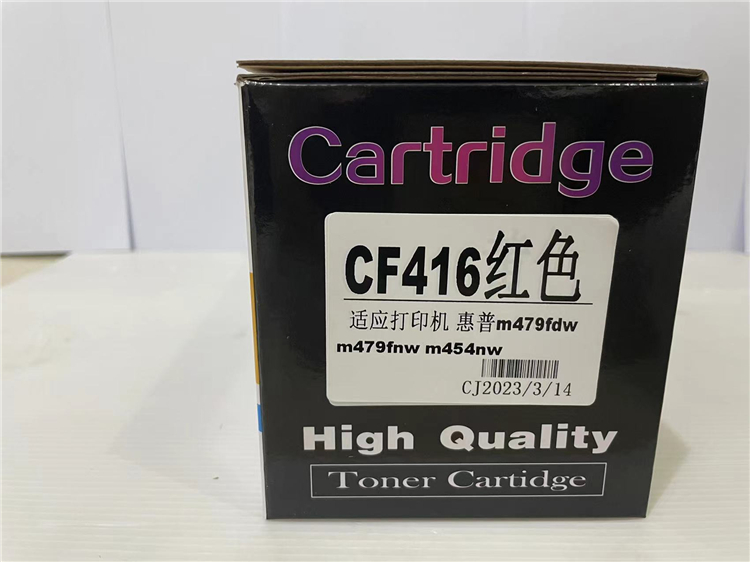 Cartridge
CF416红色
适应打印机 惠普m479fdw
m479fnw m454nw
CJ2023/3/14
High Quality
Toner Cartidge